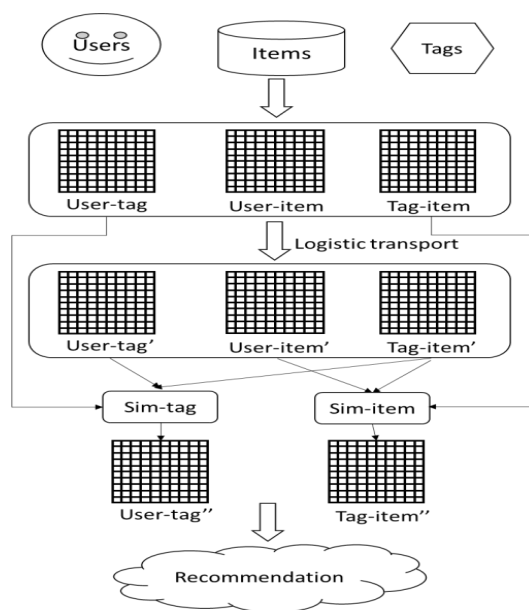 Users
Items
Tags
User-tag
User-item
Tag-item
Logistic transport
User-tag’
User-item’
Tag-item’
Sim-tag
Sim-item
User-tag’’
Tag-item’’
Recommendation